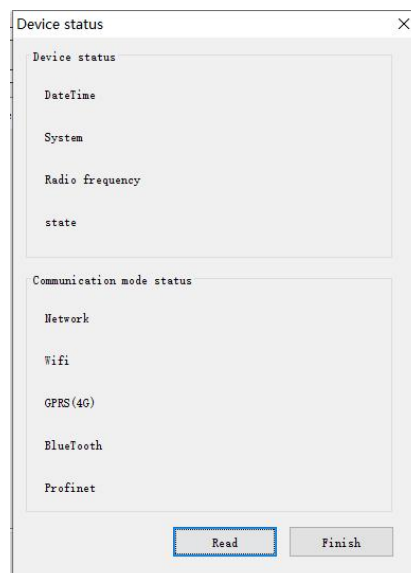 Device status
Device status
DateTime
System
Radio frequency
state
Communication mode status
Network
Wifi
GPRS(4G)
BlueTooth
Profinet
Read
Finish